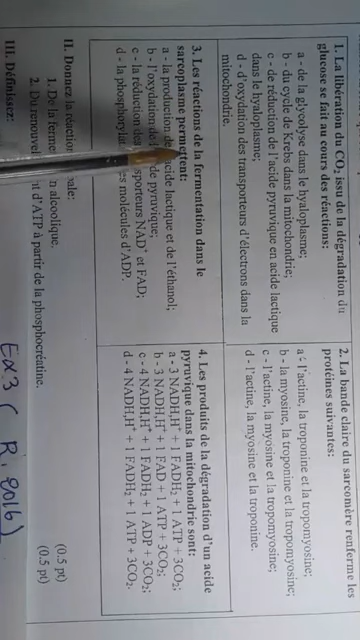 1. La libération du CO2 issu de la dégradation du
glucose se fait au cours des réactions:
a - de la glycolyse dans le hyaloplasme;
b - du cycle de Krebs dans la mitochondrie;
c - de réduction de l'acide pyruvique en acide lactique
dans le hyaloplasme;
d - d'oxydation des transporteurs d'électrons dans la
mitochondrie.
2. La bande claire du sarcomère renferme les
protéines suivantes:
a - l'actine, la troponine et la tropomyosine;
b - la myosine, la troponine et la tropomyosine;
c - l'actine, la myosine et la tropomyosine;
d - l'actine, la myosine et la troponine.
3. Les réactions de la fermentation dans le
sarcoplasme permettent:
a - la production de acide lactique et de l'éthanol;
b - l'oxydation de de pyruvique;
c - la réduction des sporteurs NAD+ et FAD;
d - la phosphorylat es molécules d'ADP.
4. Les produits de la dégradation d'un acide
pyruvique dans la mitochondrie sont:
a - 3 NADH,H+ + 1 FADH2 + 1 ATP + 3CO2;
b - 3 NADH,H+ + 1 FAD + 1 ATP + 3CO2;
c - 4 NADH,H+ + 1 FADH2 + 1 ADP + 3CO2;
d - 4 NADH,H+ + 1 FADH2 + 1 ATP + 3CO2.
II. Donnez la réaction bale:
1. De la ferme n alcoolique. (0.5 pt)
2. Du renouvel nt d'ATP à partir de la phosphocréatine. (0.5 pt)
III. Définissez:
EX3 ( R. 2016)